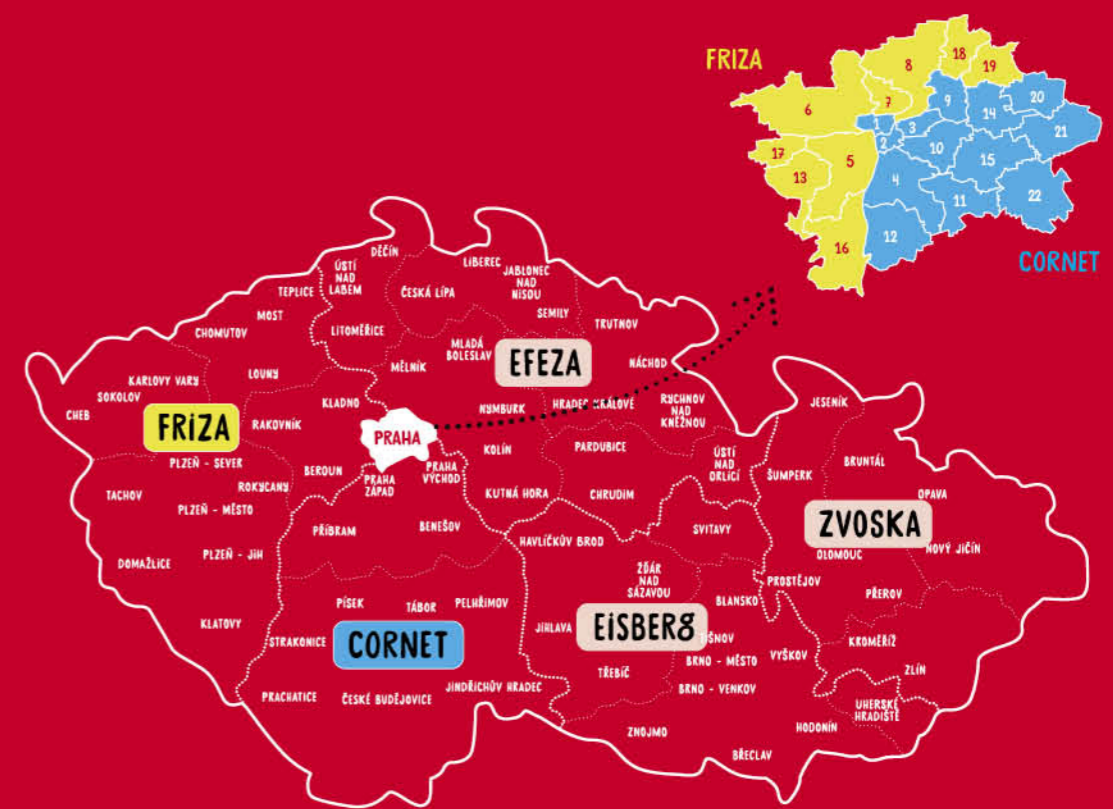 FRIZA
18
8
19
6
7
9
14
20
1
3
2
21
10
17
5
15
13
4
11
22
12
16
CORNET
DĚČÍN
ÚSTÍ
NAD
LABEM
LIBEREC
JABLONEC
NAD
NISOU
TEPLICE
ČESKÁ LÍPA
MOST
SEMILY
CHOMUTOV
LITOMĚŘICE
TRUTNOV
MLADÁ
BOLESLAV
EFEZA
MĚLNÍK
NÁCHOD
LOUNY
KARLOVY VARY
SOKOLOV
CHEB
KLADNO
NYMBURK
HRADEC KRÁLOVÉ
RYCHNOV
NAD
KNĚŽNOU
JESENÍK
FRIZA
RAKOVNÍK
PRAHA
KOLÍN
PARDUBICE
ÚSTÍ
NAD
ORLICÍ
BRUNTÁL
PLZEŇ - SEVER
BEROUN
PRAHA
ZÁPAD
PRAHA
VÝCHOD
ŠUMPERK
ROKYCANY
TACHOV
KUTNÁ HORA
CHRUDIM
OPAVA
PLZEŇ - MĚSTO
ZVOSKA
PŘÍBRAM
BENEŠOV
SVITAVY
HAVLÍČKŮV BROD
PLZEŇ - JIH
DOMAŽLICE
OLOMOUC
NOVÝ JIČÍN
ŽĎÁR
NAD
SÁZAVOU
PROSTĚJOV
PŘEROV
PÍSEK
TÁBOR
PELHŘIMOV
BLANSKO
KLATOVY
STRAKONICE
CORNET
JIHLAVA
EISBERG
TIŠNOV
KROMĚŘÍŽ
VYŠKOV
BRNO - MĚSTO
TŘEBÍČ
ZLÍN
PRACHATICE
ČESKÉ BUDĚJOVICE
JINDŘICHŮV HRADEC
BRNO - VENKOV
UHERSKÉ
HRADIŠTĚ
ZNOJMO
HODONÍN
BŘECLAV